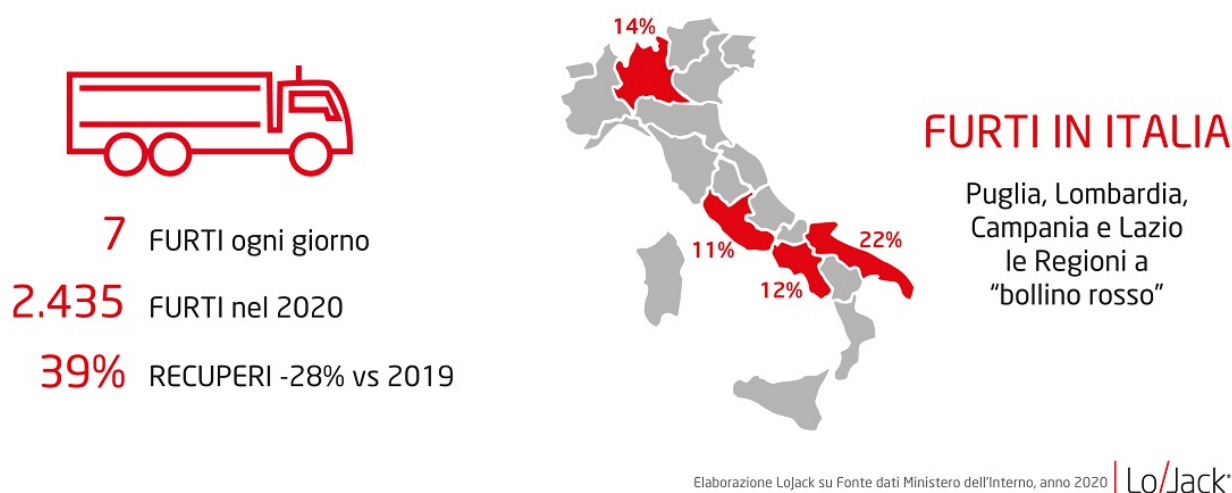 7 FURTI ogni giorno
2.435 FURTI nel 2020
39% RECUPERI -28% vs 2019
14%
11%
12%
22%
FURTI IN ITALIA
Puglia, Lombardia,
Campania e Lazio
le Regioni a
“bollino rosso”
Elaborazione LoJack su Fonte dati Ministero dell'Interno, anno 2020
Lo/Jack